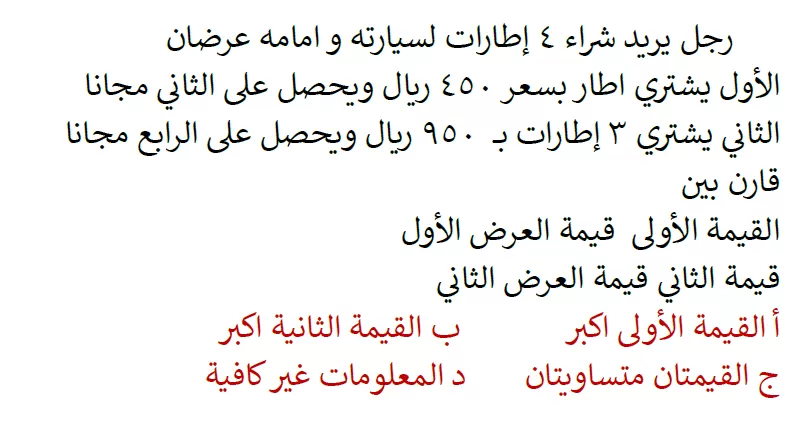 رجل يريد شراء ٤ إطارات لسيارته و امامه عرضان
الأول يشتري اطار بسعر ٤٥٠ ريال ويحصل على الثاني مجانا
الثاني يشتري ٣ إطارات بـ ٩٥٠ ريال ويحصل على الرابع مجانا
قارن بين
القيمة الأولى قيمة العرض الأول
قيمة الثاني قيمة العرض الثاني
أ القيمة الأولى اكبر ب القيمة الثانية اكبر
ج القيمتان متساويتان د المعلومات غير كافية